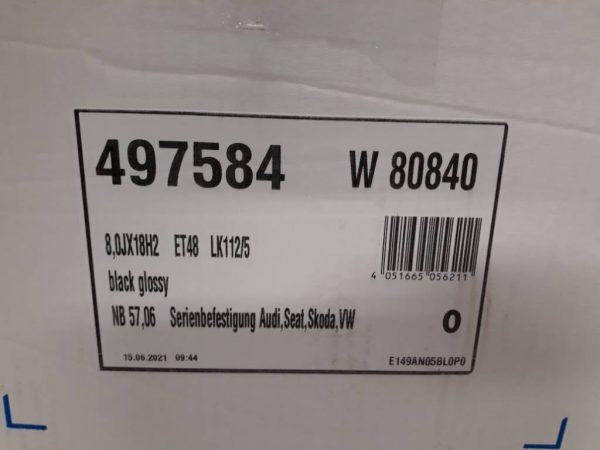 497584 W 80840
8,0JX18H2 ET48 LK112/5
4 051665 056211
black glossy
NB 57,06 Serienbefestigung Audi,Seat,Skoda,VW 0
15.06.2021 09:44 E149AN05BL0P0